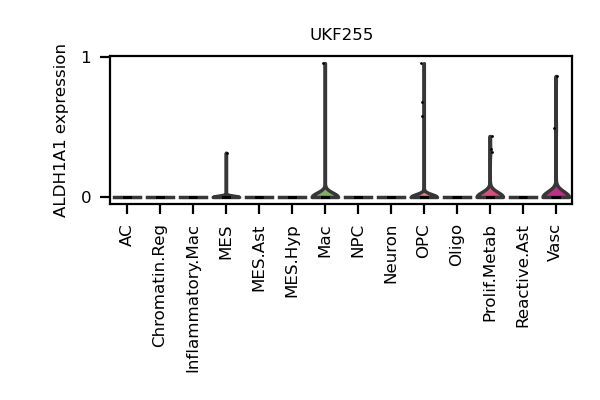 UKF255
ALDH1A1 expression
1
0
AC
Chromatin.Reg
Inflammatory.Mac
MES
MES.Ast
MES.Hyp
Mac
NPC
Neuron
OPC
Oligo
Prolif.Metab
Reactive.Ast
Vasc